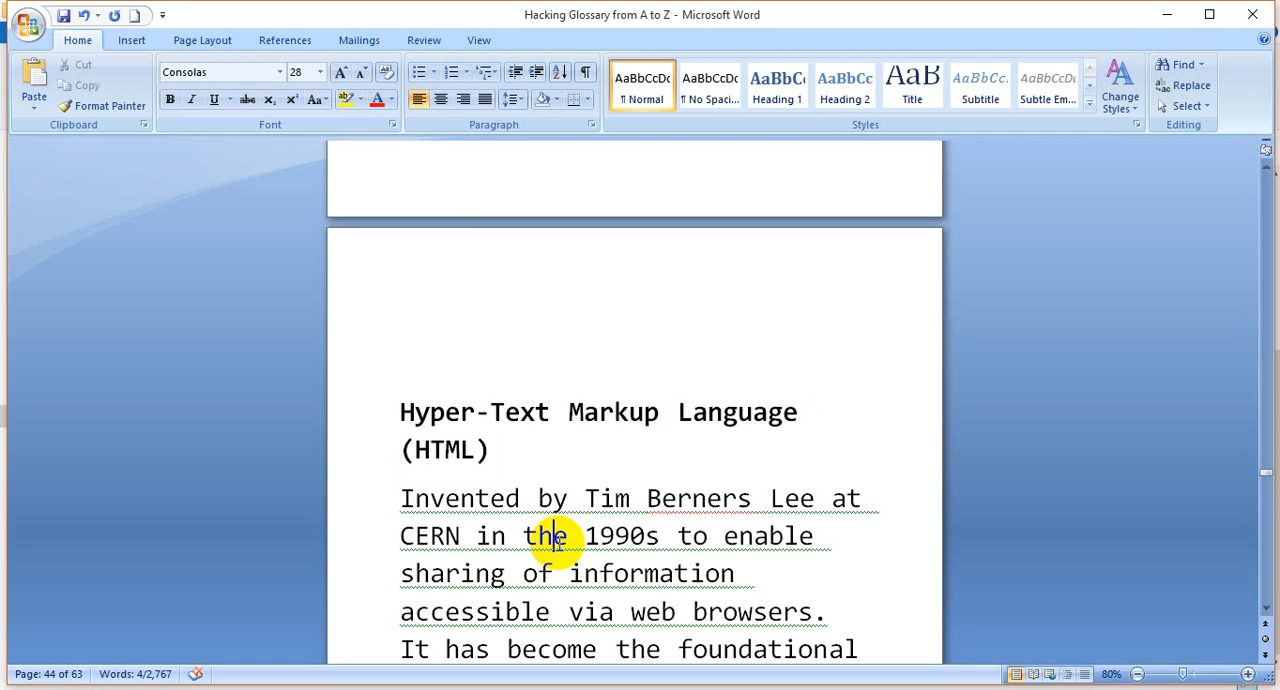 Hacking Glossary from A to Z - Microsoft Word
Home Insert Page Layout References Mailings Review View
Paste
Cut
Copy
Format Painter
Clipboard
Consolas 28
Font
Paragraph
AaBbCcDc AaBbCcDc AaBbC AaBbCc AaB AaBbCc. AaBbCcDc
¶ Normal ¶ No Spaci... Heading 1 Heading 2 Title Subtitle Subtle Em...
Change Styles
Styles
Find
Replace
Select
Editing
Hyper-Text Markup Language
(HTML)
Invented by Tim Berners Lee at
CERN in the 1990s to enable
sharing of information
accessible via web browsers.
It has become the foundational
Page: 44 of 63 Words: 4/2,767 80%